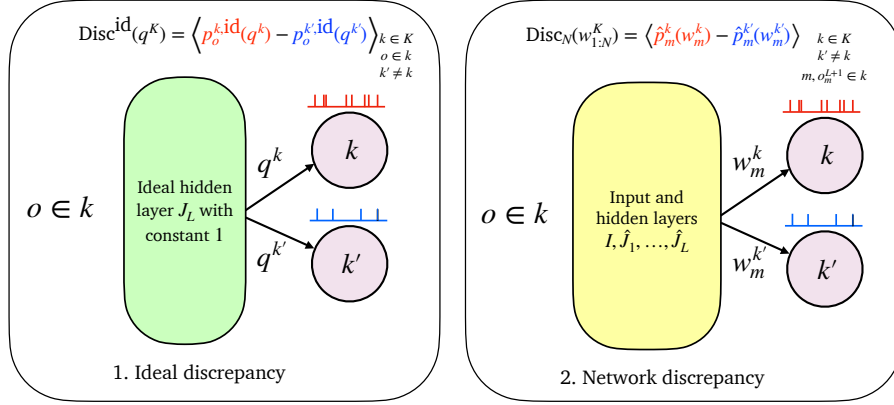 Disc^id(q^K) = ⟨p_o^{k,id}(q^k) − p_o^{k′,id}(q^{k′})⟩
k ∈ K
o ∈ k
k′ ≠ k
o ∈ k
Ideal hidden
layer J_L with
constant 1
q^k
q^{k′}
k
k′
1. Ideal discrepancy
Disc_N(w_{1:N}^K) = ⟨p̂_m^k(w_m^k) − p̂_m^{k′}(w_m^{k′})⟩
k ∈ K
k′ ≠ k
m, o_m^{L+1} ∈ k
o ∈ k
Input and
hidden layers
I, Ĵ_1, …, Ĵ_L
w_m^k
w_m^{k′}
k
k′
2. Network discrepancy